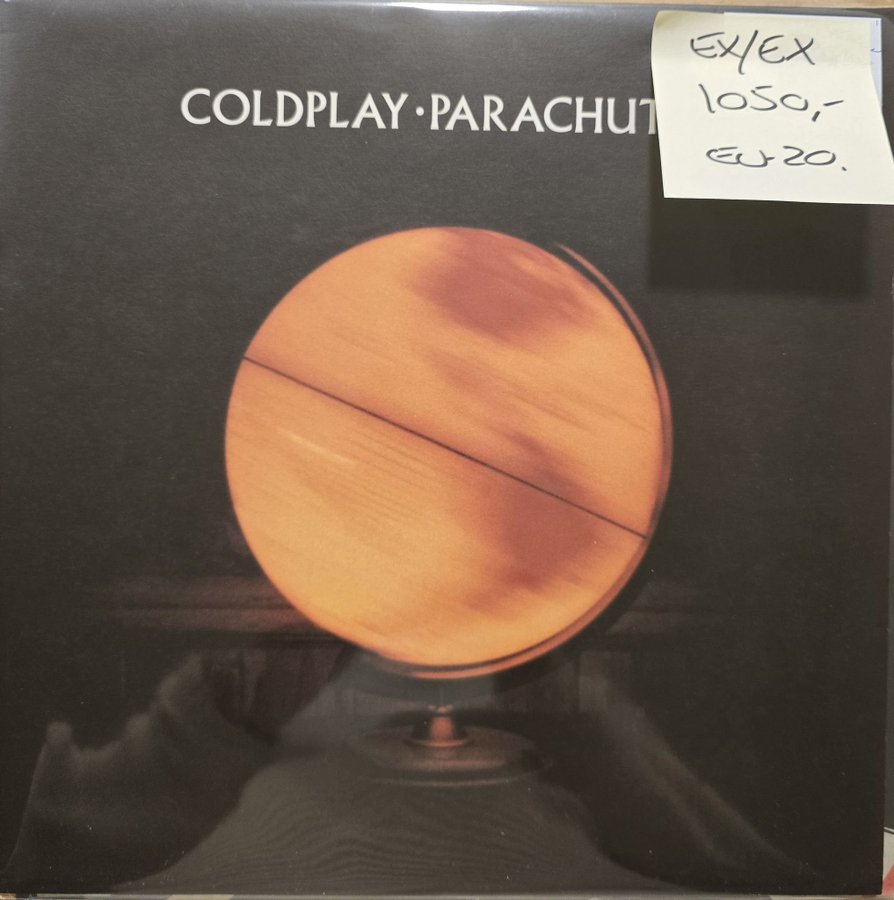 COLDPLAY·PARACHUT
EX/EX
1050,-
EU-20.